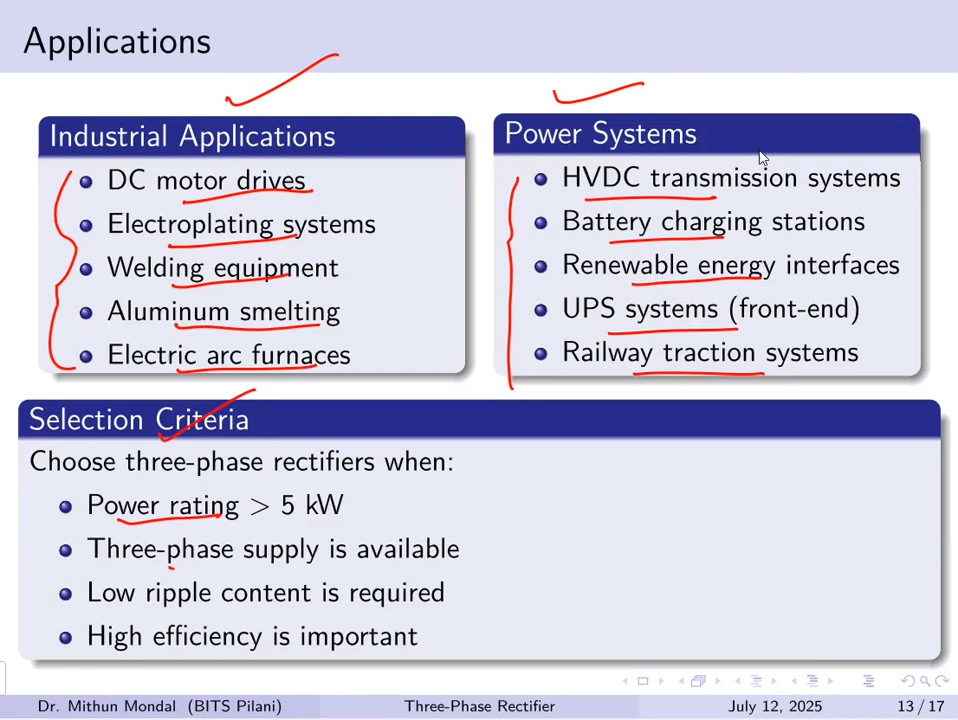 Applications
Industrial Applications
DC motor drives
Electroplating systems
Welding equipment
Aluminum smelting
Electric arc furnaces
Power Systems
HVDC transmission systems
Battery charging stations
Renewable energy interfaces
UPS systems (front-end)
Railway traction systems
Selection Criteria
Choose three-phase rectifiers when:
Power rating > 5 kW
Three-phase supply is available
Low ripple content is required
High efficiency is important
Dr. Mithun Mondal (BITS Pilani) Three-Phase Rectifier July 12, 2025 13 / 17